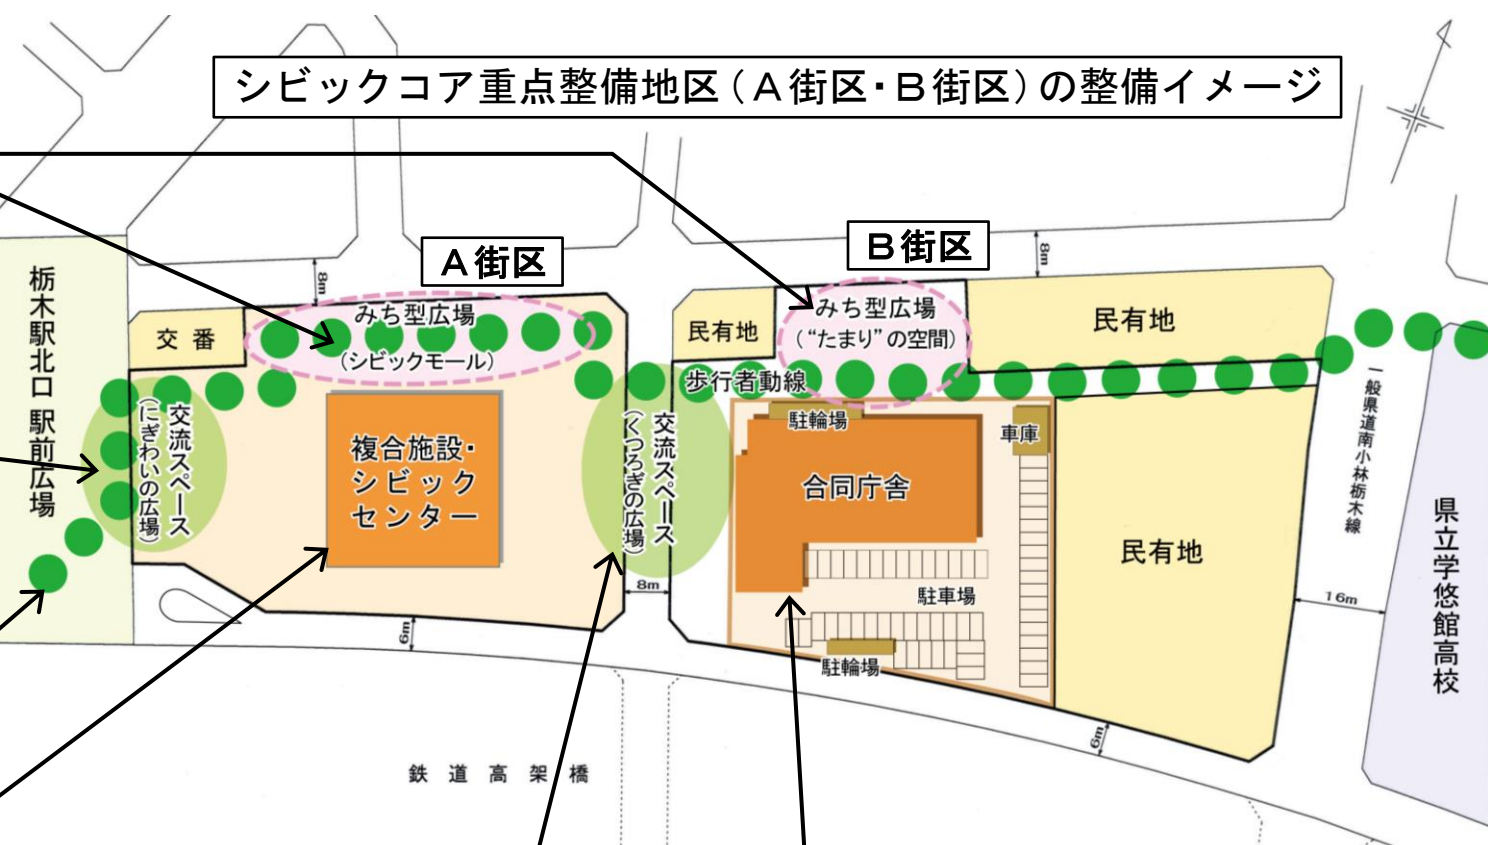 シビックコア重点整備地区（Ａ街区・Ｂ街区）の整備イメージ
Ａ街区
Ｂ街区
8m
8m
栃木駅北口 駅前広場
交番
みち型広場
（シビックモール）
民有地
みち型広場
（“たまり”の空間）
民有地
歩行者動線
交流スペース
（にぎわいの広場）
複合施設・
シビック
センター
交流スペース
（くつろぎの広場）
駐輪場
車庫
合同庁舎
民有地
一般県道南小林栃木線
県立学悠館高校
8m
駐車場
16m
6m
駐輪場
6m
鉄道高架橋